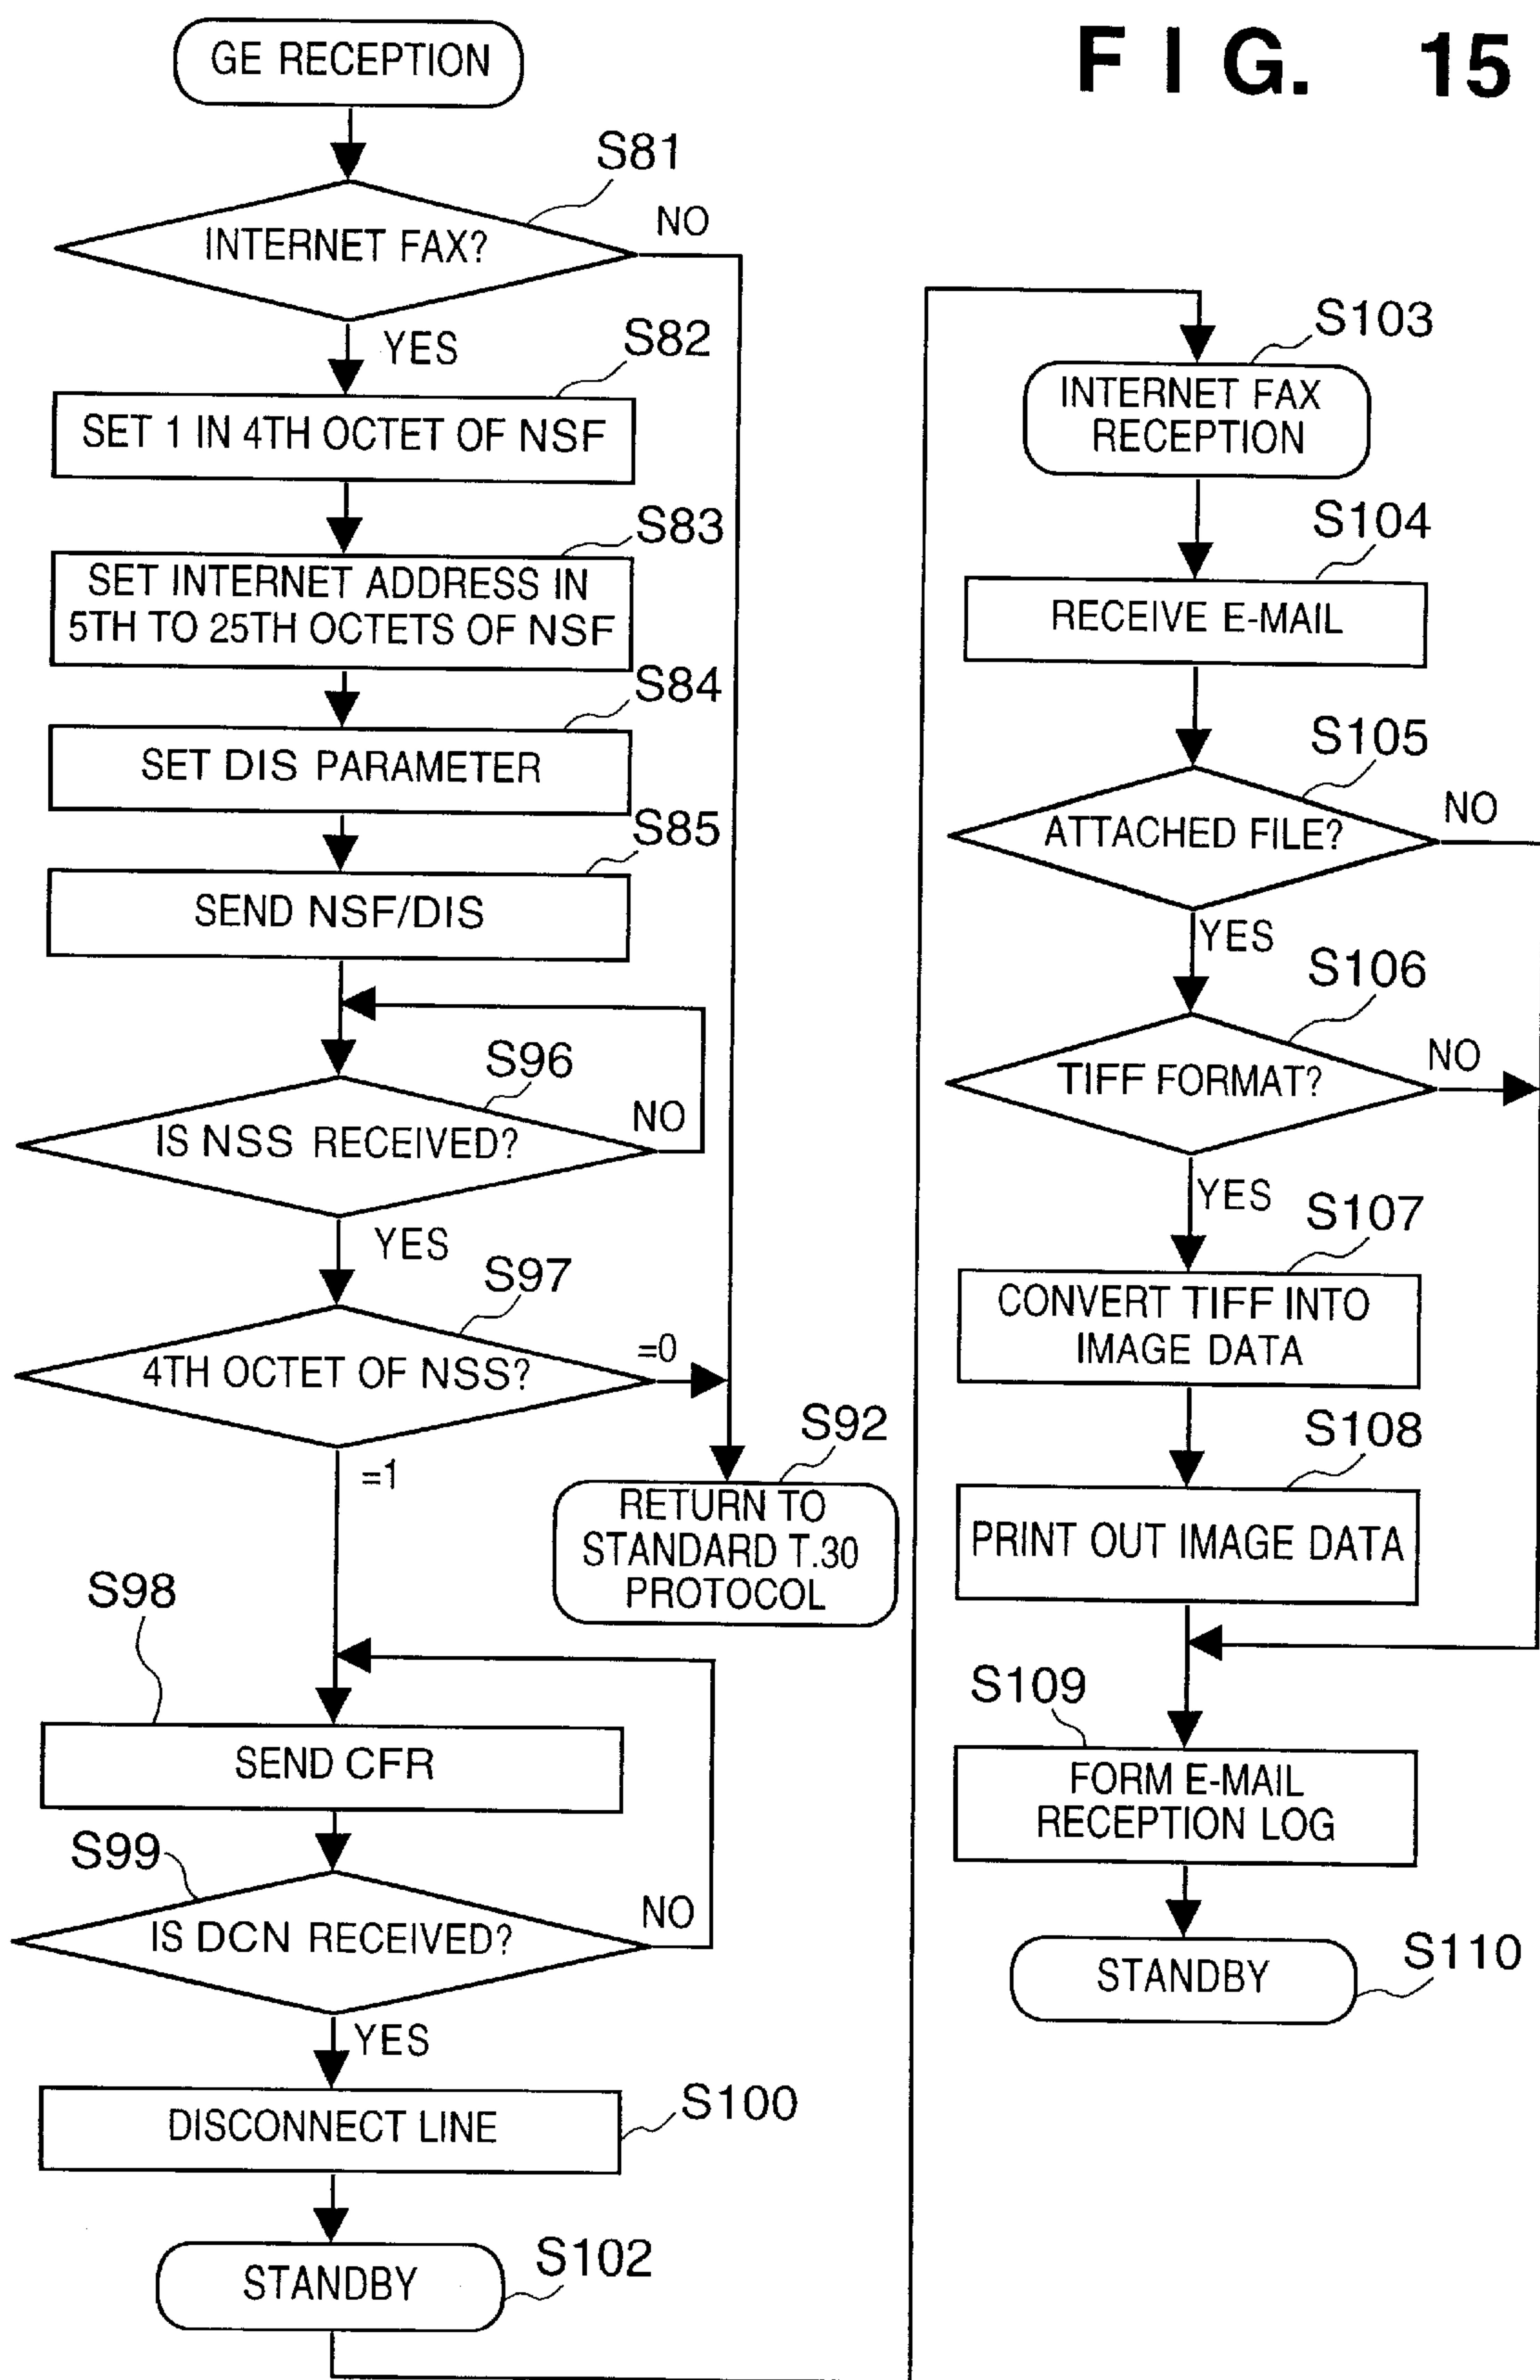 FIG. 15
GE RECEPTION
S81
INTERNET FAX?
NO
YES
S82
SET 1 IN 4TH OCTET OF NSF
S83
SET INTERNET ADDRESS IN
5TH TO 25TH OCTETS OF NSF
S84
SET DIS PARAMETER
S85
SEND NSF/DIS
S96
IS NSS RECEIVED?
NO
YES
S97
4TH OCTET OF NSS?
=0
=1
S92
RETURN TO
STANDARD T.30
PROTOCOL
S98
SEND CFR
S99
IS DCN RECEIVED?
NO
YES
S100
DISCONNECT LINE
S102
STANDBY
S103
INTERNET FAX
RECEPTION
S104
RECEIVE E-MAIL
S105
ATTACHED FILE?
NO
YES
S106
TIFF FORMAT?
NO
YES
S107
CONVERT TIFF INTO
IMAGE DATA
S108
PRINT OUT IMAGE DATA
S109
FORM E-MAIL
RECEPTION LOG
S110
STANDBY